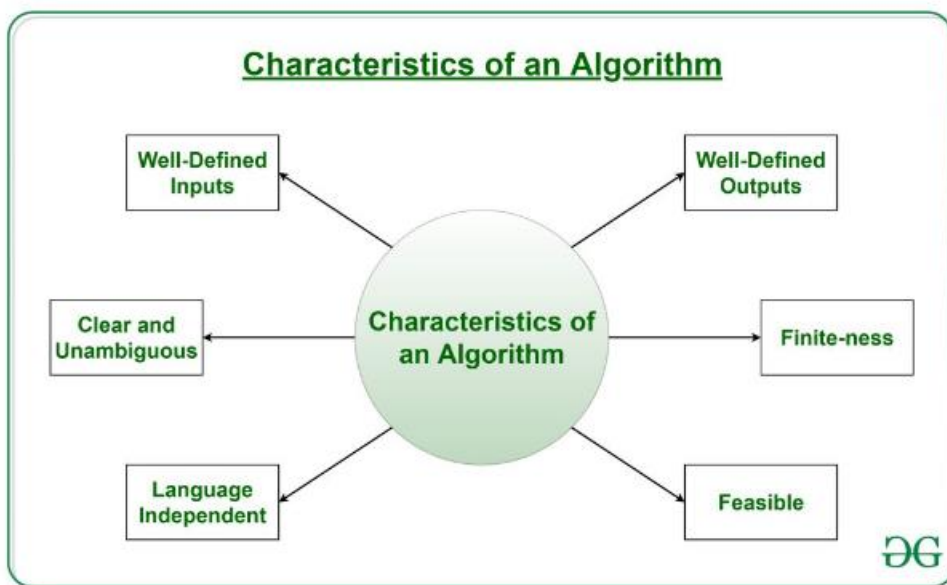 Characteristics of an Algorithm
Well-Defined
Inputs
Well-Defined
Outputs
Clear and
Unambiguous
Characteristics of
an Algorithm
Finite-ness
Language
Independent
Feasible